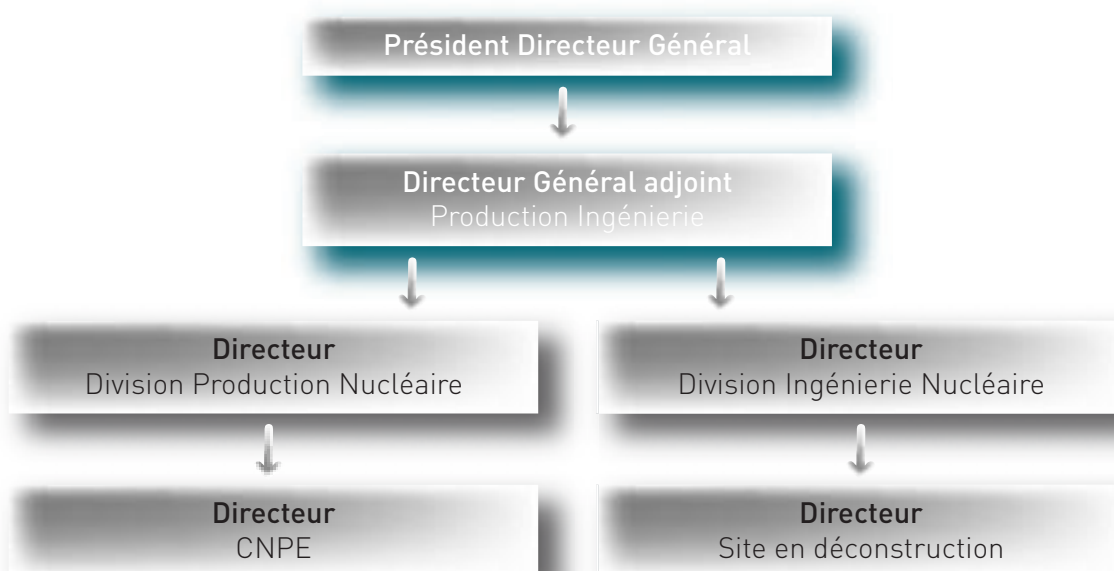 Président Directeur Général
Directeur Général adjoint
Production Ingénierie
Directeur
Division Production Nucléaire
Directeur
Division Ingénierie Nucléaire
Directeur
CNPE
Directeur
Site en déconstruction